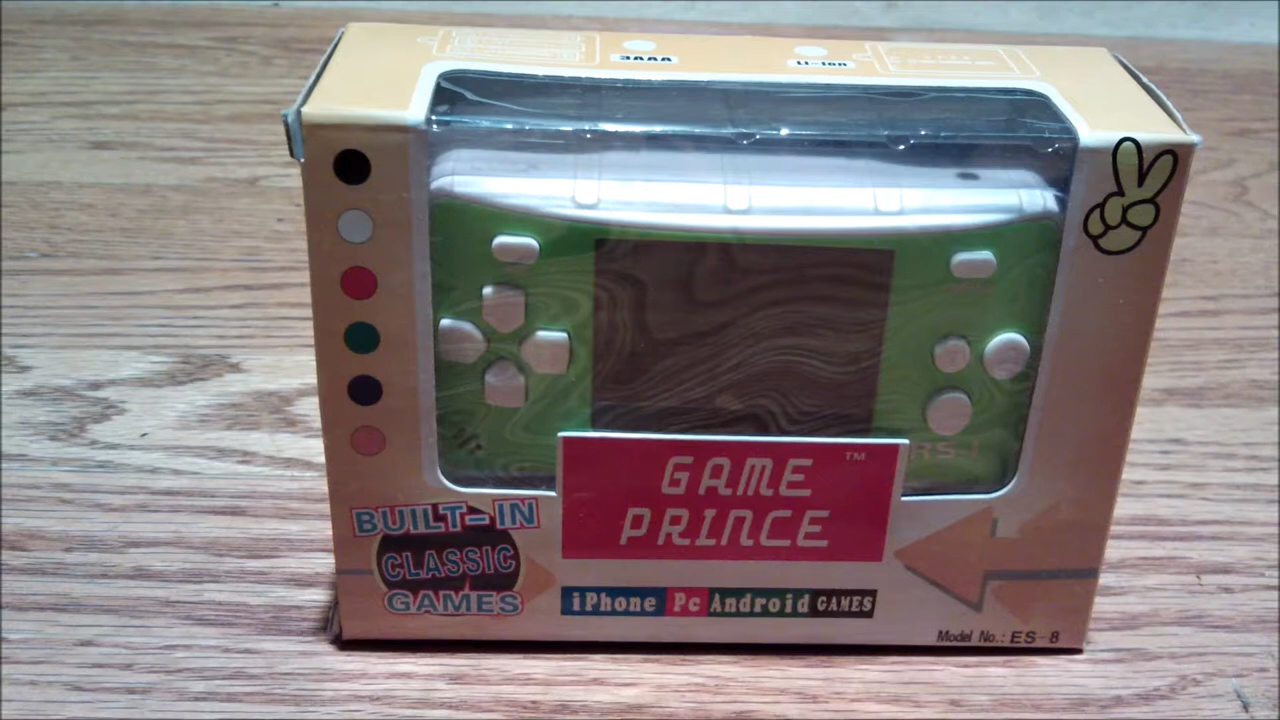 3AAA
LI-ION
GAME ™
PRINCE
BUILT-IN
CLASSIC
GAMES
iPhone Pc Android GAMES
Model No.: ES-8